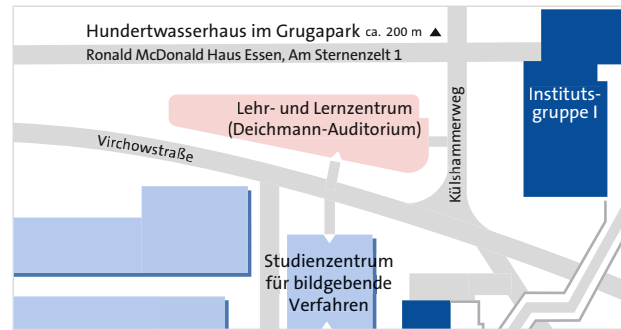 Hundertwasserhaus im Grugapark ca. 200 m ▲
Ronald McDonald Haus Essen, Am Sternenzelt 1
Lehr- und Lernzentrum
(Deichmann-Auditorium)
Instituts-
gruppe I
Virchowstraße
Külshammerweg
Studienzentrum
für bildgebende
Verfahren